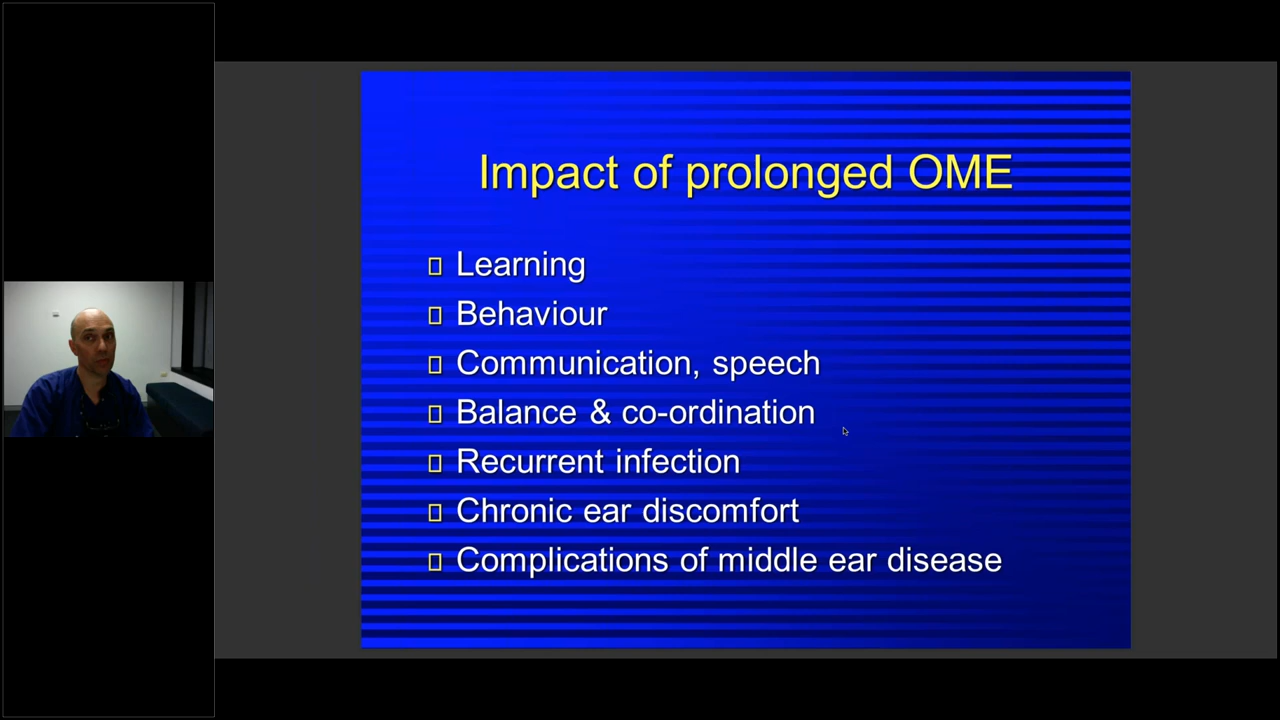 Impact of prolonged OME
Learning
Behaviour
Communication, speech
Balance & co-ordination
Recurrent infection
Chronic ear discomfort
Complications of middle ear disease